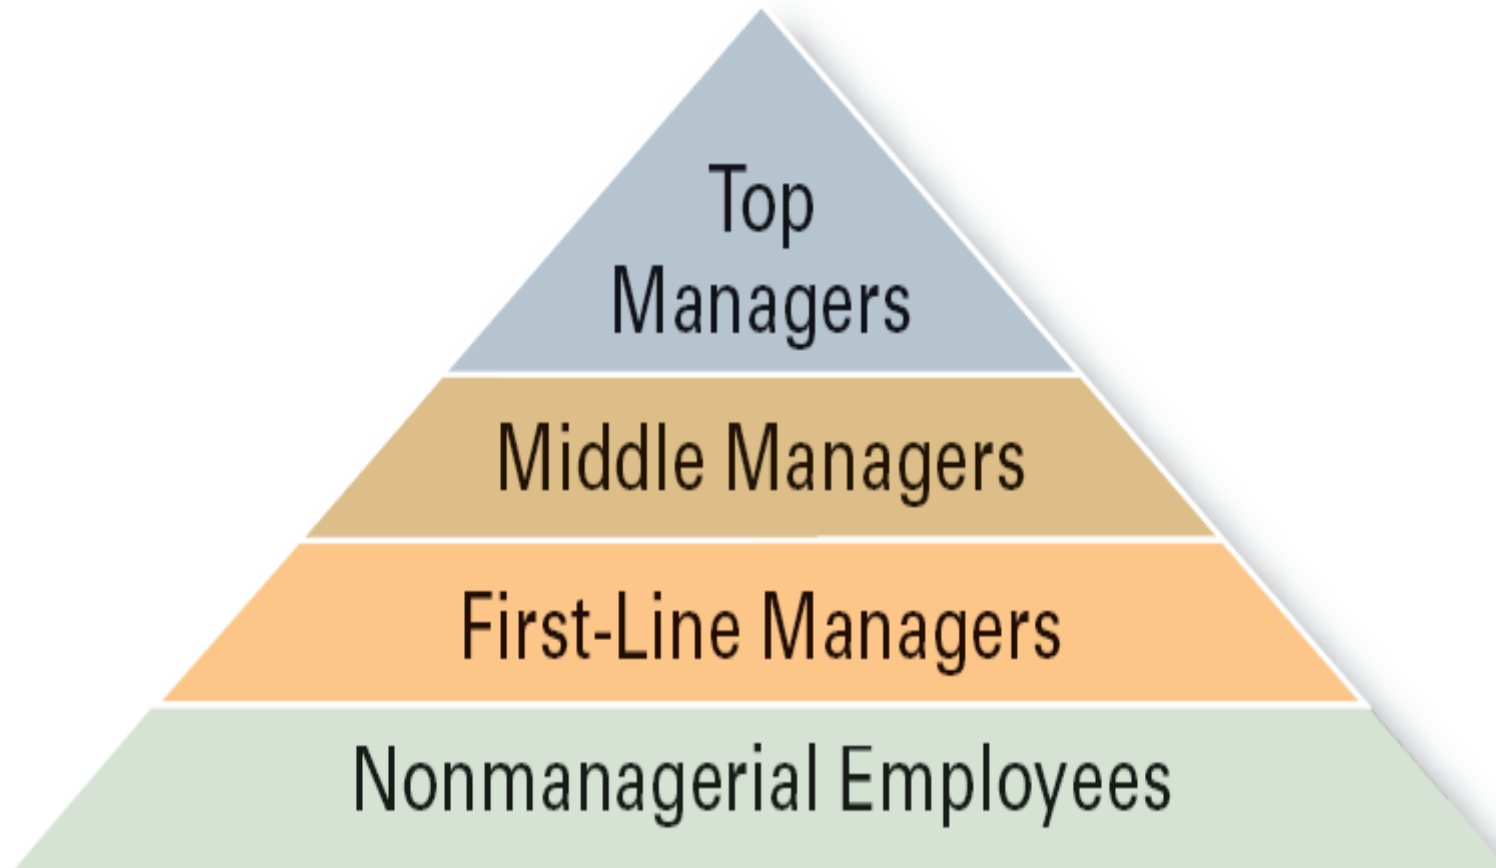 Top
Managers
Middle Managers
First-Line Managers
Nonmanagerial Employees